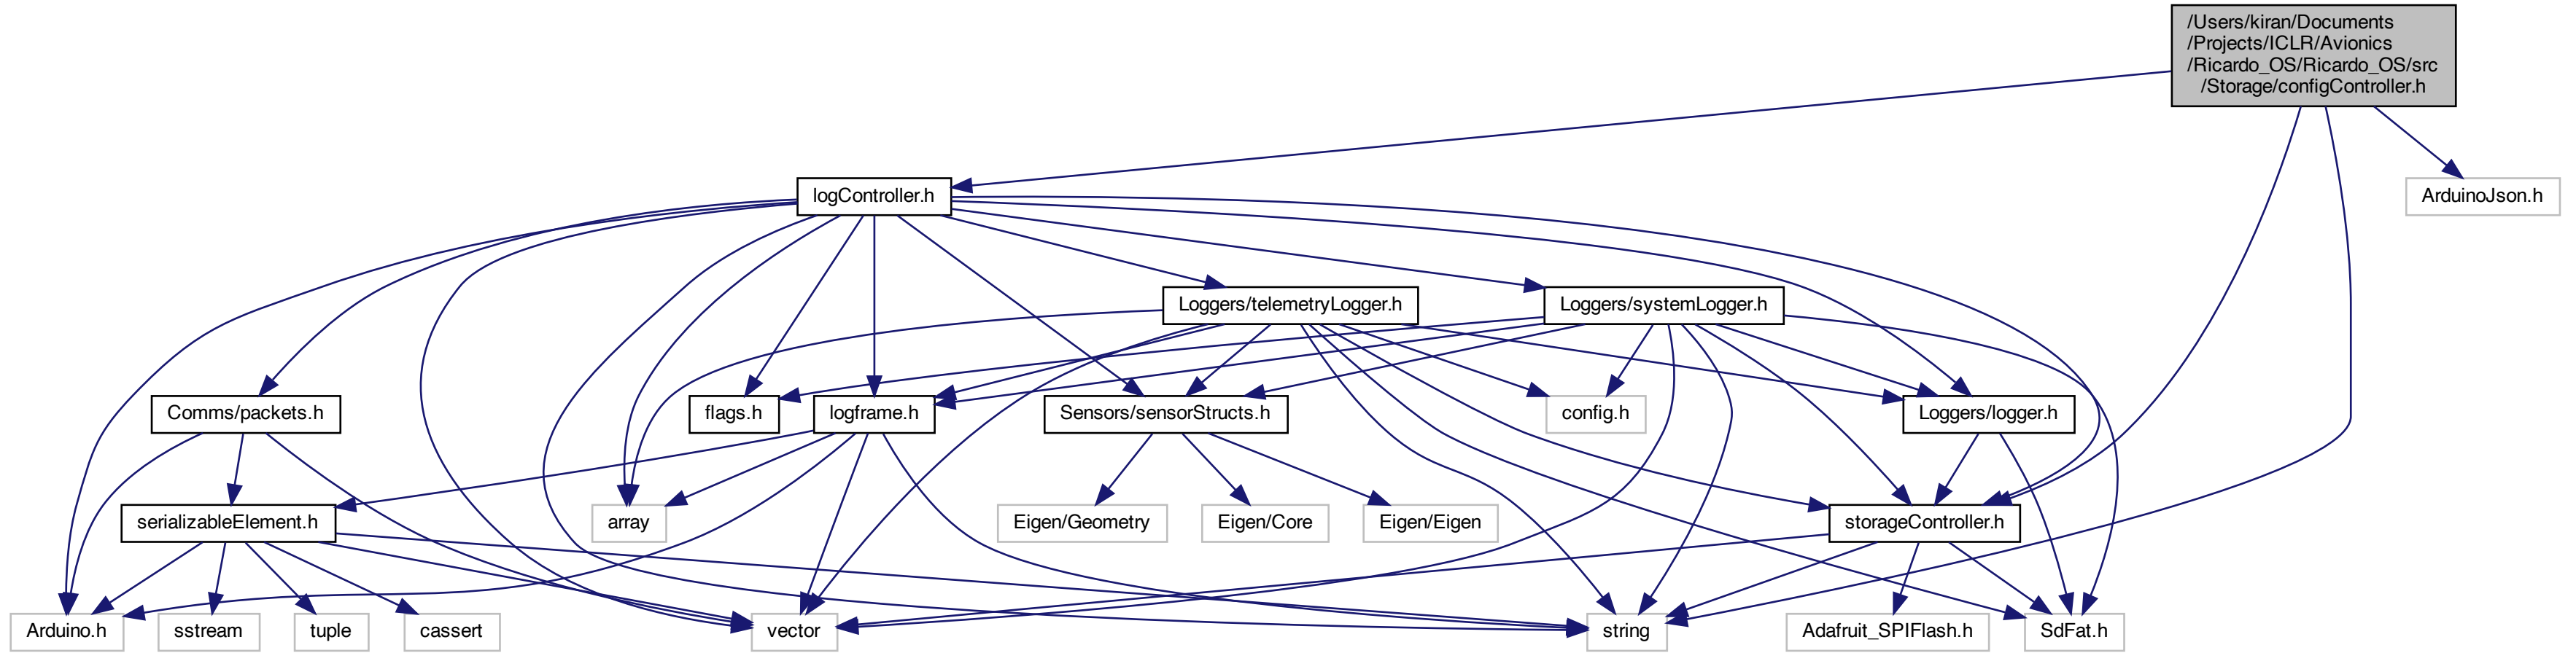 /Users/kiran/Documents
/Projects/ICLR/Avionics
/Ricardo_OS/Ricardo_OS/src
/Storage/configController.h
logController.h
ArduinoJson.h
Loggers/telemetryLogger.h
Loggers/systemLogger.h
Comms/packets.h
flags.h
logframe.h
Sensors/sensorStructs.h
config.h
Loggers/logger.h
serializableElement.h
array
Eigen/Geometry
Eigen/Core
Eigen/Eigen
storageController.h
Arduino.h
sstream
tuple
cassert
vector
string
Adafruit_SPIFlash.h
SdFat.h